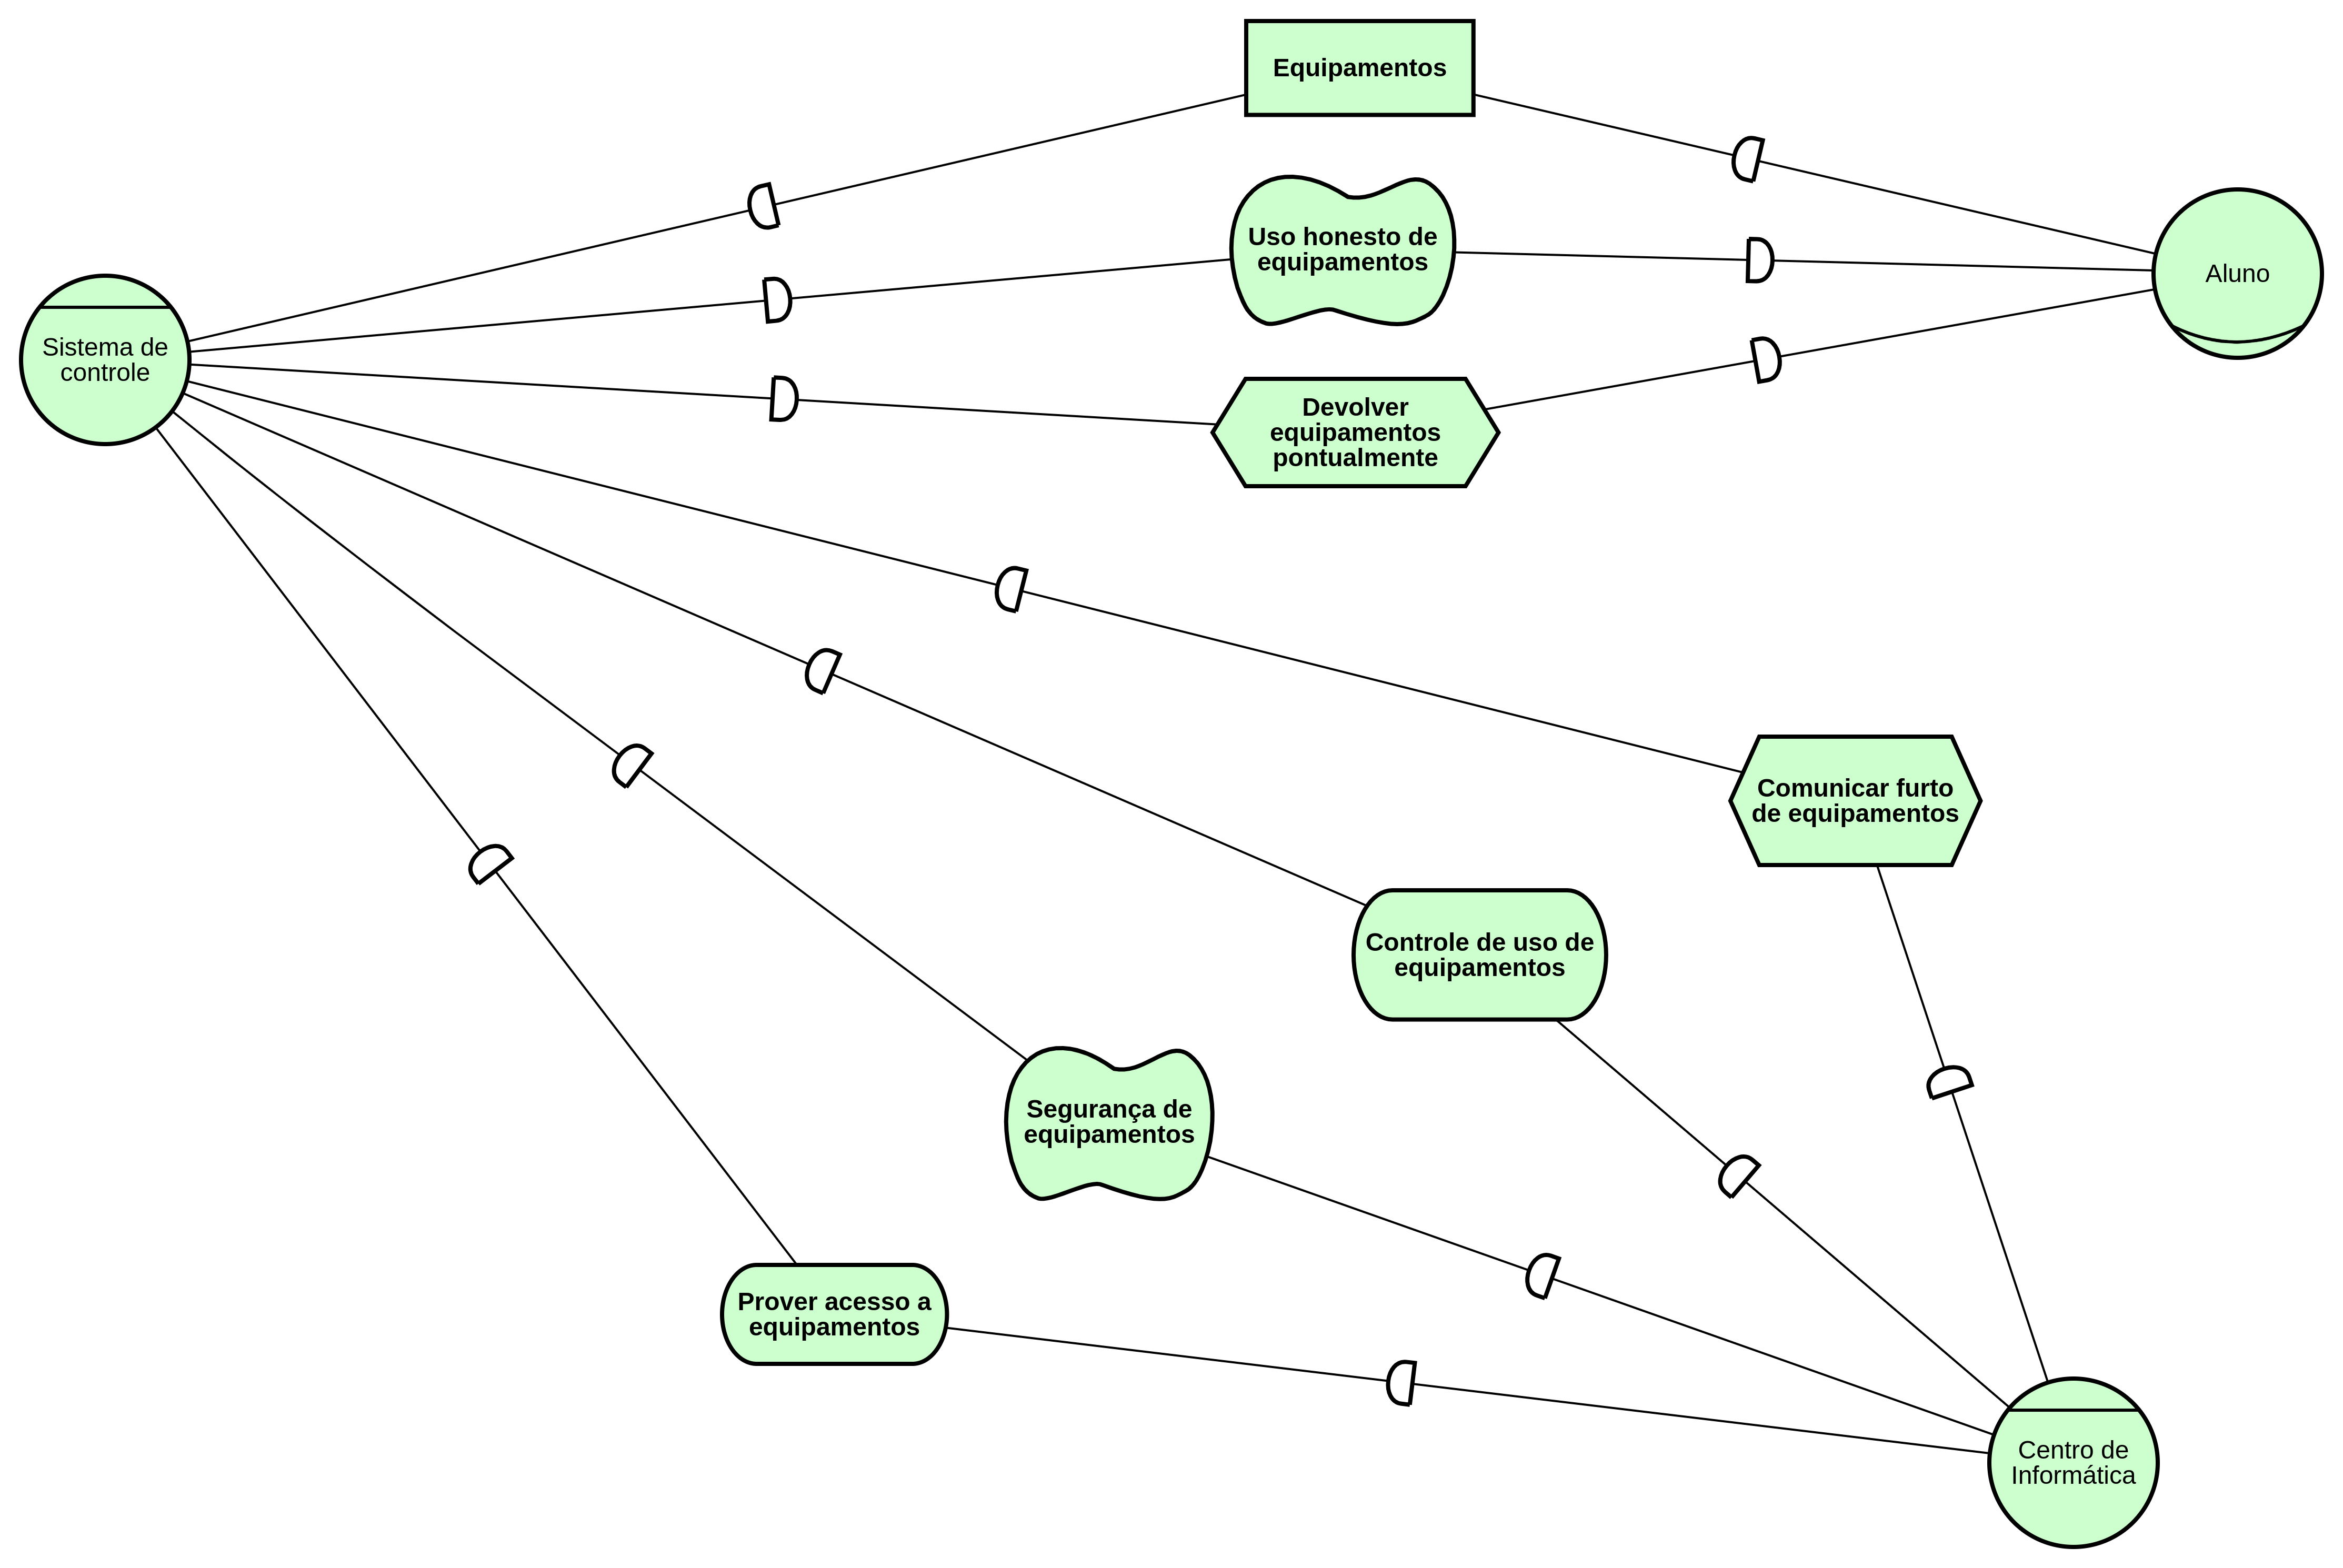 Equipamentos
Uso honesto de
equipamentos
Aluno
Sistema de
controle
Devolver
equipamentos
pontualmente
Comunicar furto
de equipamentos
Controle de uso de
equipamentos
Segurança de
equipamentos
Prover acesso a
equipamentos
Centro de
Informática